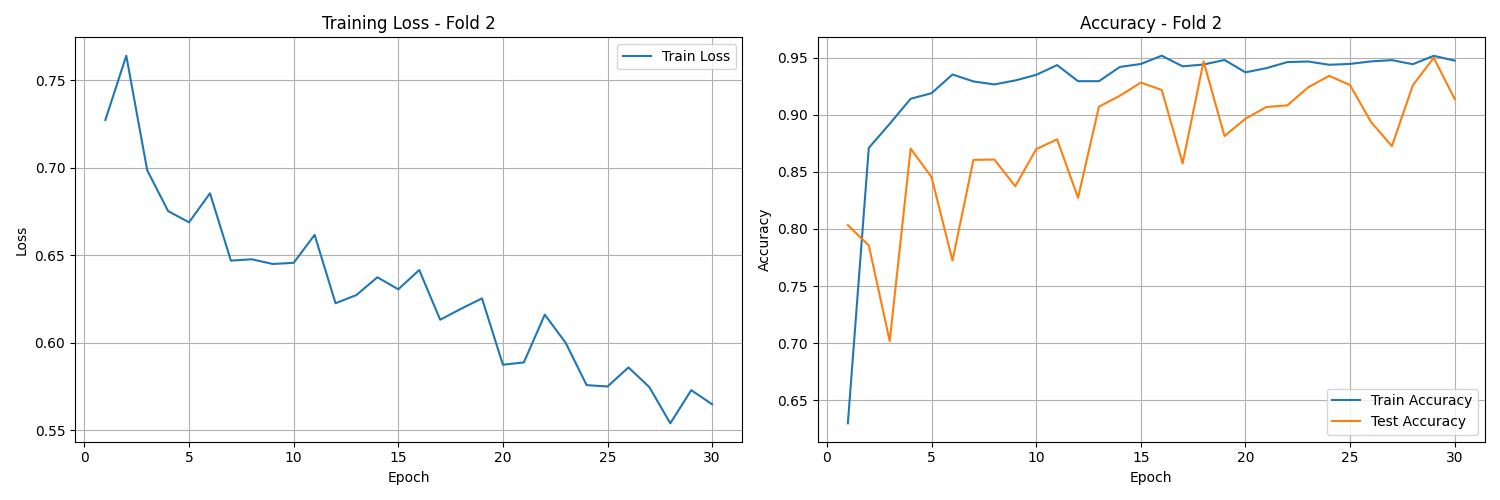 Training Loss - Fold 2
Train Loss
0.75
0.70
0.65
0.60
0.55
Loss
0
5
10
15
20
25
30
Epoch
Accuracy - Fold 2
0.95
0.90
0.85
0.80
0.75
0.70
0.65
Accuracy
Train Accuracy
Test Accuracy
0
5
10
15
20
25
30
Epoch